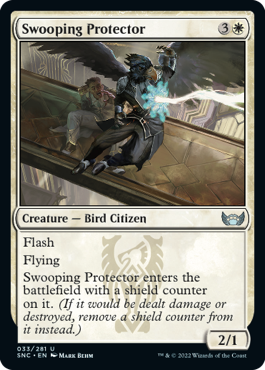 Swooping Protector 3
Creature — Bird Citizen
Flash
Flying
Swooping Protector enters the
battlefield with a shield counter
on it. (If it would be dealt damage or
destroyed, remove a shield counter from
it instead.)
2/1
033/281 U
SNC • EN Mark Behm
™ & © 2022 Wizards of the Coast